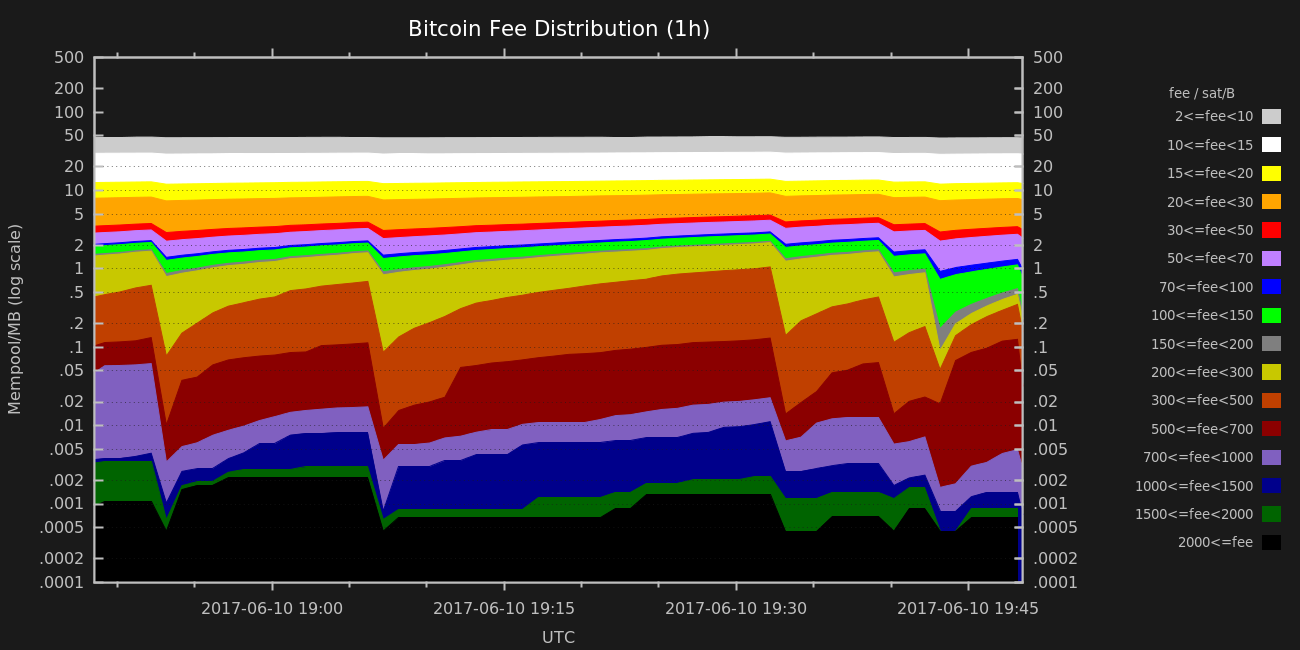 Bitcoin Fee Distribution (1h)
Mempool/MB (log scale)
500
200
100
50
20
10
5
2
1
.5
.2
.1
.05
.02
.01
.005
.002
.001
.0005
.0002
.0001
500
200
100
50
20
10
5
2
1
.5
.2
.1
.05
.02
.01
.005
.002
.001
.0005
.0002
.0001
fee / sat/B
2<=fee<10
10<=fee<15
15<=fee<20
20<=fee<30
30<=fee<50
50<=fee<70
70<=fee<100
100<=fee<150
150<=fee<200
200<=fee<300
300<=fee<500
500<=fee<700
700<=fee<1000
1000<=fee<1500
1500<=fee<2000
2000<=fee
2017-06-10 19:00 2017-06-10 19:15 2017-06-10 19:30 2017-06-10 19:45
UTC